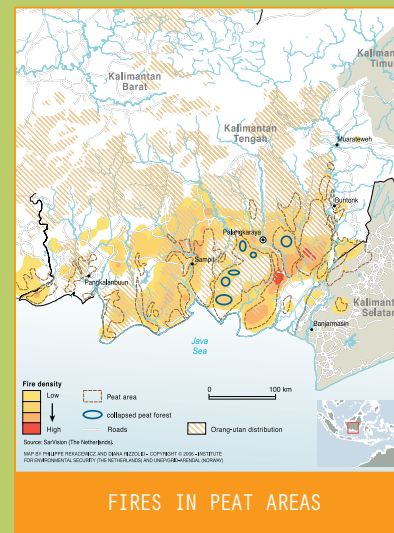 Kalimantan
Timu
Kalimantan
Barat
Kalimantan
Tengah
Muarateweh
Buntonk
Palangkaraya
Sampit
Pangkalanbuun
Kalimanta
Selatan
Banjarmasin
Java
Sea
Fire density
Low
High
Peat area
collapsed peat forest
Roads
0 100 km
Orang-utan distribution
Source: SarVision (The Netherlands).
MAP BY PHILIPPE REKACEWICZ AND DIANA RIZZOLIO - COPYRIGHT © 2006 - INSTITUTE
FOR ENVIRONMENTAL SECURITY (THE NETHERLANDS) AND UNEP/GRID-ARENDAL (NORWAY)
FIRES IN PEAT AREAS